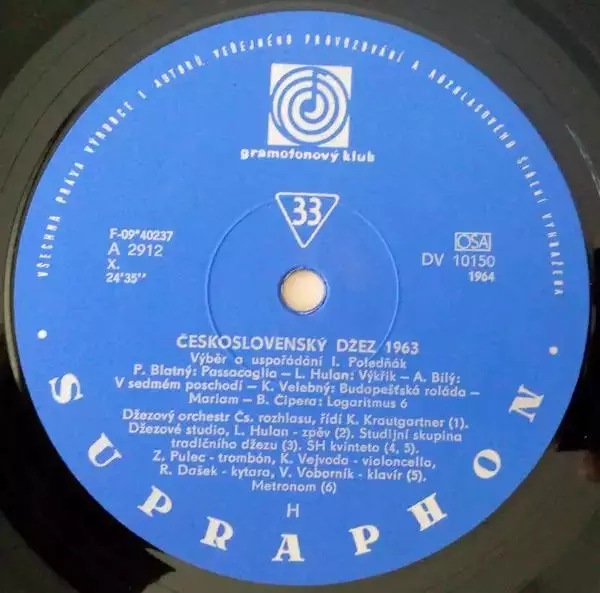 VŠECHNA PRÁVA VÝROBCE I AUTORŮ VEŘEJNÉHO PROVOZOVÁNÍ A ROZHLASOVÉHO ŠÍŘENÍ VYHRAŽENA
gramofonový klub
33
F-09*40237
A 2912
X.
24'35''
OSA
DV 10150
1964
ČESKOSLOVENSKÝ DŽEZ 1963
Výběr a uspořádání I. Poledňák
P. Blatný: Passacaglia – L. Hulan: Výkřik – A. Bílý:
V sedmém poschodí – K. Velebný: Budapešťská roláda –
Mariam – B. Čipera: Logaritmus 6
Džezový orchestr Čs. rozhlasu, řídí K. Krautgartner (1).
Džezové studio, L. Hulan - zpěv (2). Studijní skupina
tradičního džezu (3). SH kvinteto (4, 5).
Z. Pulec - trombón, K. Vejvoda - violoncello,
R. Dašek - kytara, V. Voborník - klavír (5).
Metronom (6)
H
• SUPRAPHON •